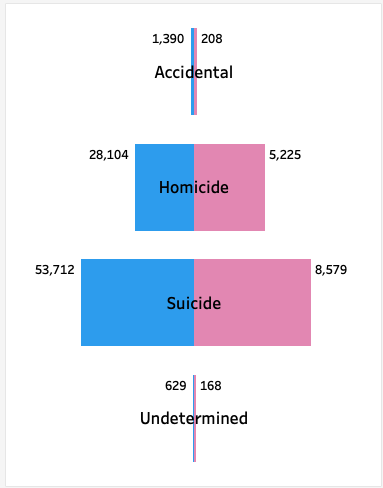 1,390 208
Accidental
28,104 5,225
Homicide
53,712 8,579
Suicide
629 168
Undetermined